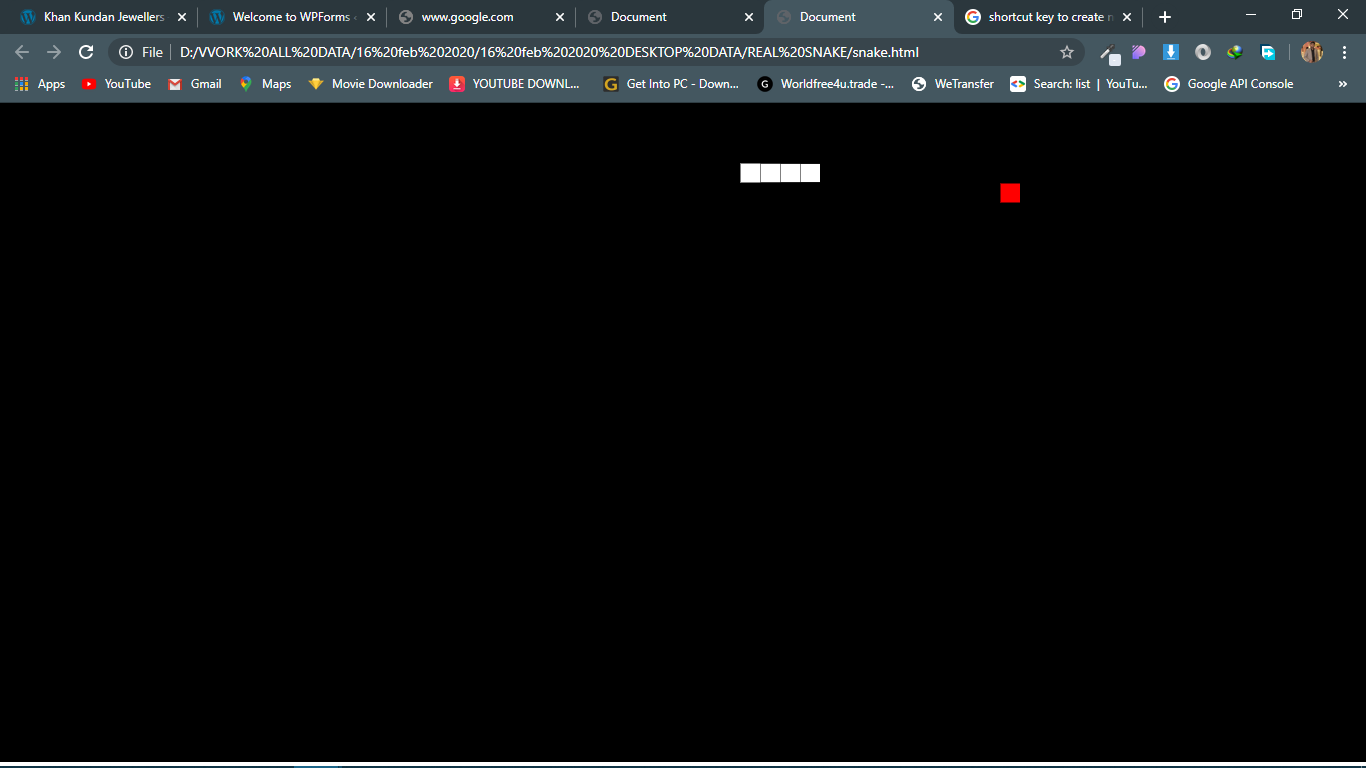 Khan Kundan Jewellers
Welcome to WPForms
www.google.com
Document
Document
shortcut key to create
File
D:/VVORK%20ALL%20DATA/16%20feb%202020/16%20feb%202020%20DESKTOP%20DATA/REAL%20SNAKE/snake.html
Apps
YouTube
Gmail
Maps
Movie Downloader
YOUTUBE DOWNL...
G
Get Into PC - Down...
G
Worldfree4u.trade -...
WeTransfer
Search: list | YouTu...
Google API Console
»